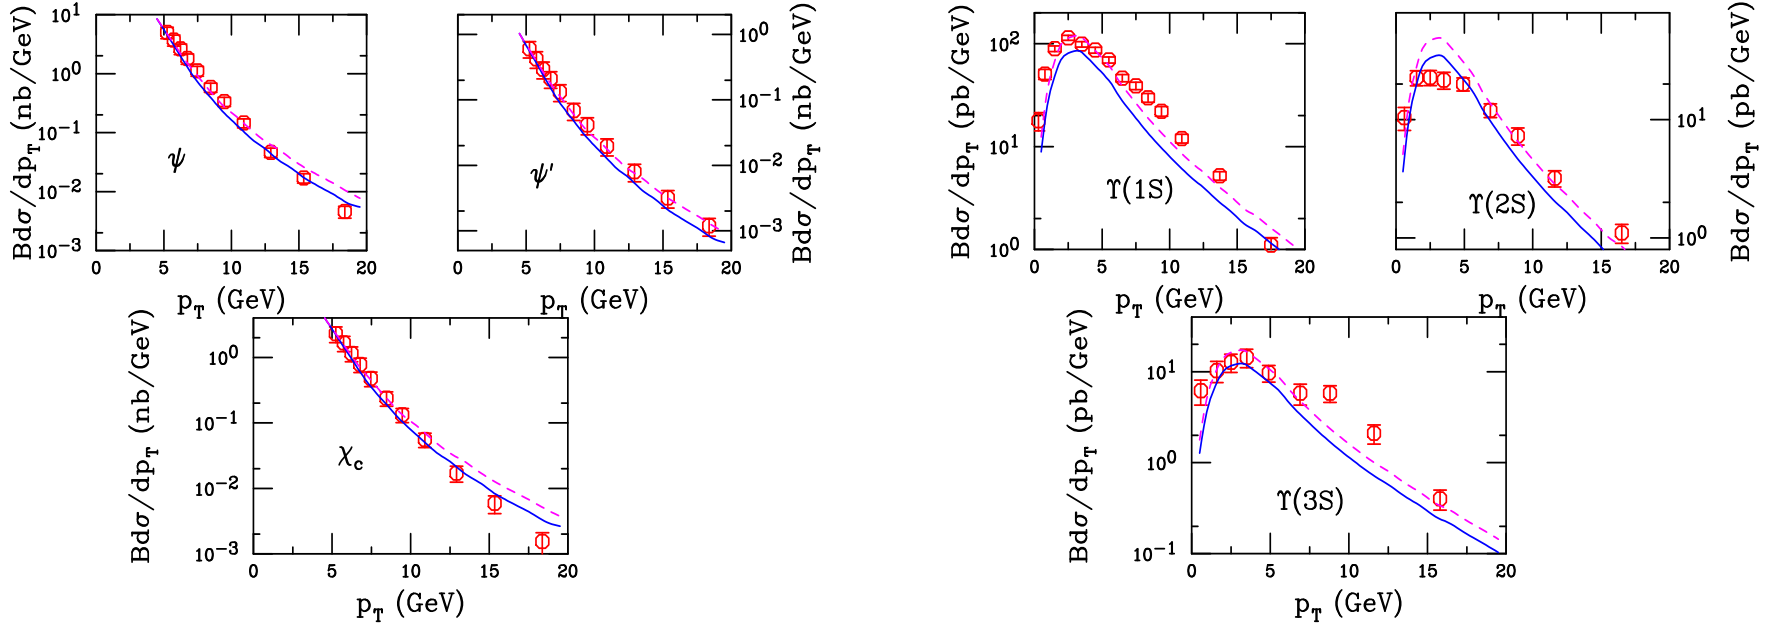 Bdσ/dp_T (nb/GeV)
10^1
10^0
10^-1
10^-2
10^-3
ψ
0 5 10 15 20
p_T (GeV)
ψ'
0 5 10 15 20
p_T (GeV)
10^0
10^-1
10^-2
10^-3
Bdσ/dp_T (nb/GeV)
Bdσ/dp_T (nb/GeV)
10^0
10^-1
10^-2
10^-3
χ_c
0 5 10 15 20
p_T (GeV)
Bdσ/dp_T (pb/GeV)
10^2
10^1
10^0
ϒ(1S)
0 5 10 15 20
p_T (GeV)
ϒ(2S)
0 5 10 15 20
p_T (GeV)
10^1
10^0
Bdσ/dp_T (pb/GeV)
Bdσ/dp_T (pb/GeV)
10^1
10^0
10^-1
ϒ(3S)
0 5 10 15 20
p_T (GeV)